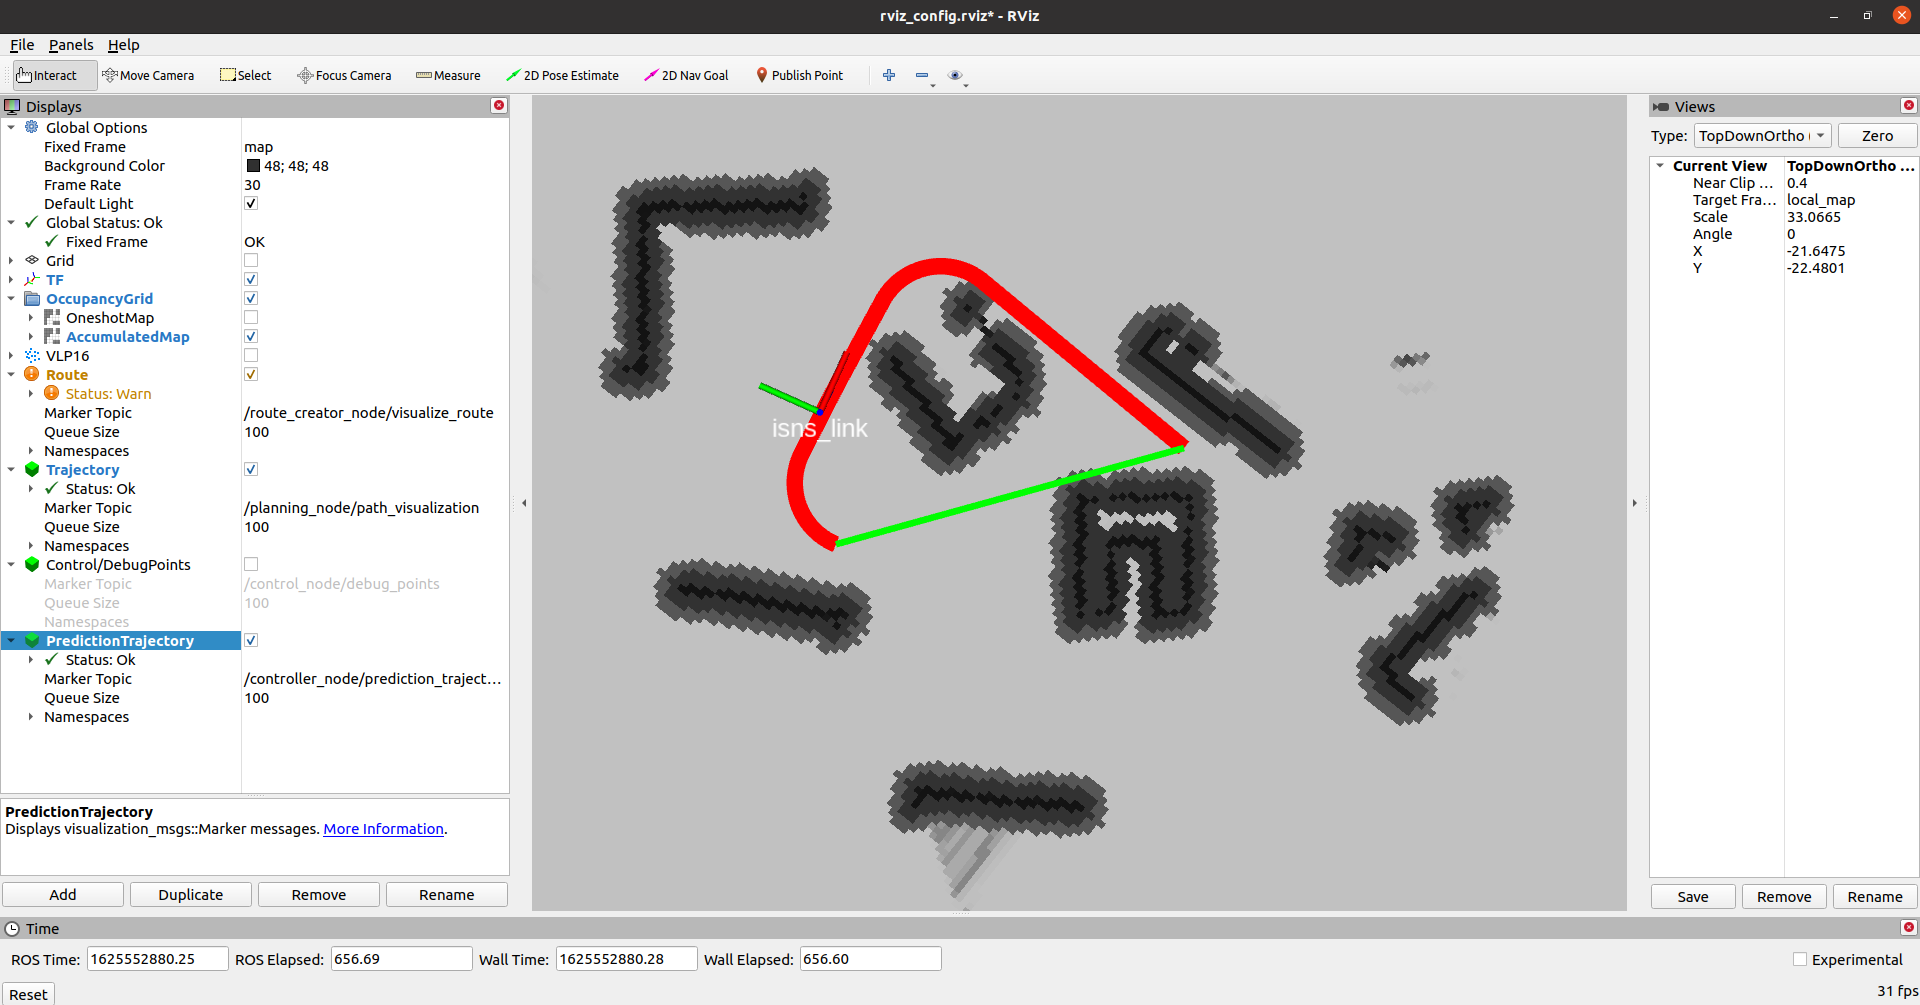 rviz_config.rviz* - RViz
File Panels Help
Interact Move Camera Select Focus Camera Measure 2D Pose Estimate 2D Nav Goal Publish Point
Displays
Global Options
Fixed Frame map
Background Color 48; 48; 48
Frame Rate 30
Default Light
Global Status: Ok
Fixed Frame OK
Grid
TF
OccupancyGrid
OneshotMap
AccumulatedMap
VLP16
Route
Status: Warn
Marker Topic /route_creator_node/visualize_route
Queue Size 100
Namespaces
Trajectory
Status: Ok
Marker Topic /planning_node/path_visualization
Queue Size 100
Namespaces
Control/DebugPoints
Marker Topic /control_node/debug_points
Queue Size 100
Namespaces
PredictionTrajectory
Status: Ok
Marker Topic /controller_node/prediction_traject...
Queue Size 100
Namespaces
PredictionTrajectory
Displays visualization_msgs::Marker messages. More Information.
Add Duplicate Remove Rename
isns_link
Views
Type: TopDownOrtho ( Zero
Current View TopDownOrtho ...
Near Clip ... 0.4
Target Fra... local_map
Scale 33.0665
Angle 0
X -21.6475
Y -22.4801
Save Remove Rename
Time
ROS Time: 1625552880.25 ROS Elapsed: 656.69 Wall Time: 1625552880.28 Wall Elapsed: 656.60 Experimental
Reset 31 fps